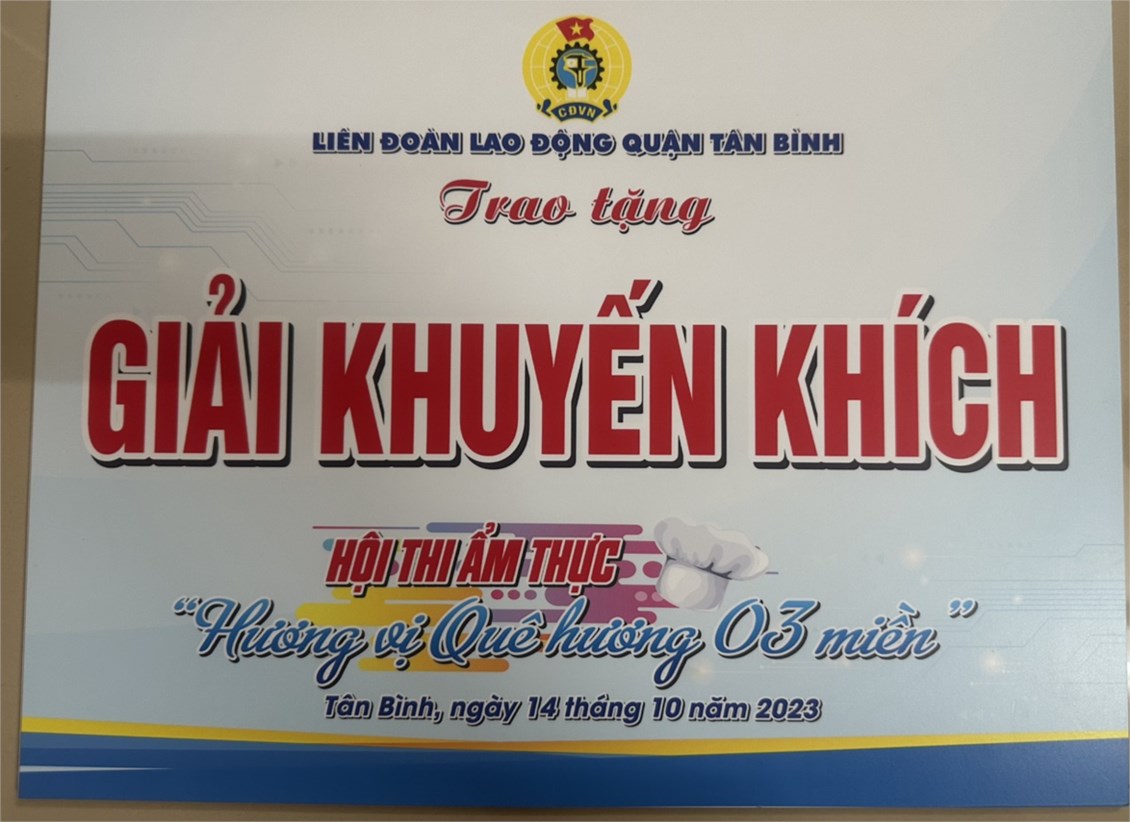 CĐVN
LIÊN ĐOÀN LAO ĐỘNG QUẬN TÂN BÌNH
Trao tặng
GIẢI KHUYẾN KHÍCH
HỘI THI ẨM THỰC
“Hương vị Quê hương 03 miền”
Tân Bình, ngày 14 tháng 10 năm 2023